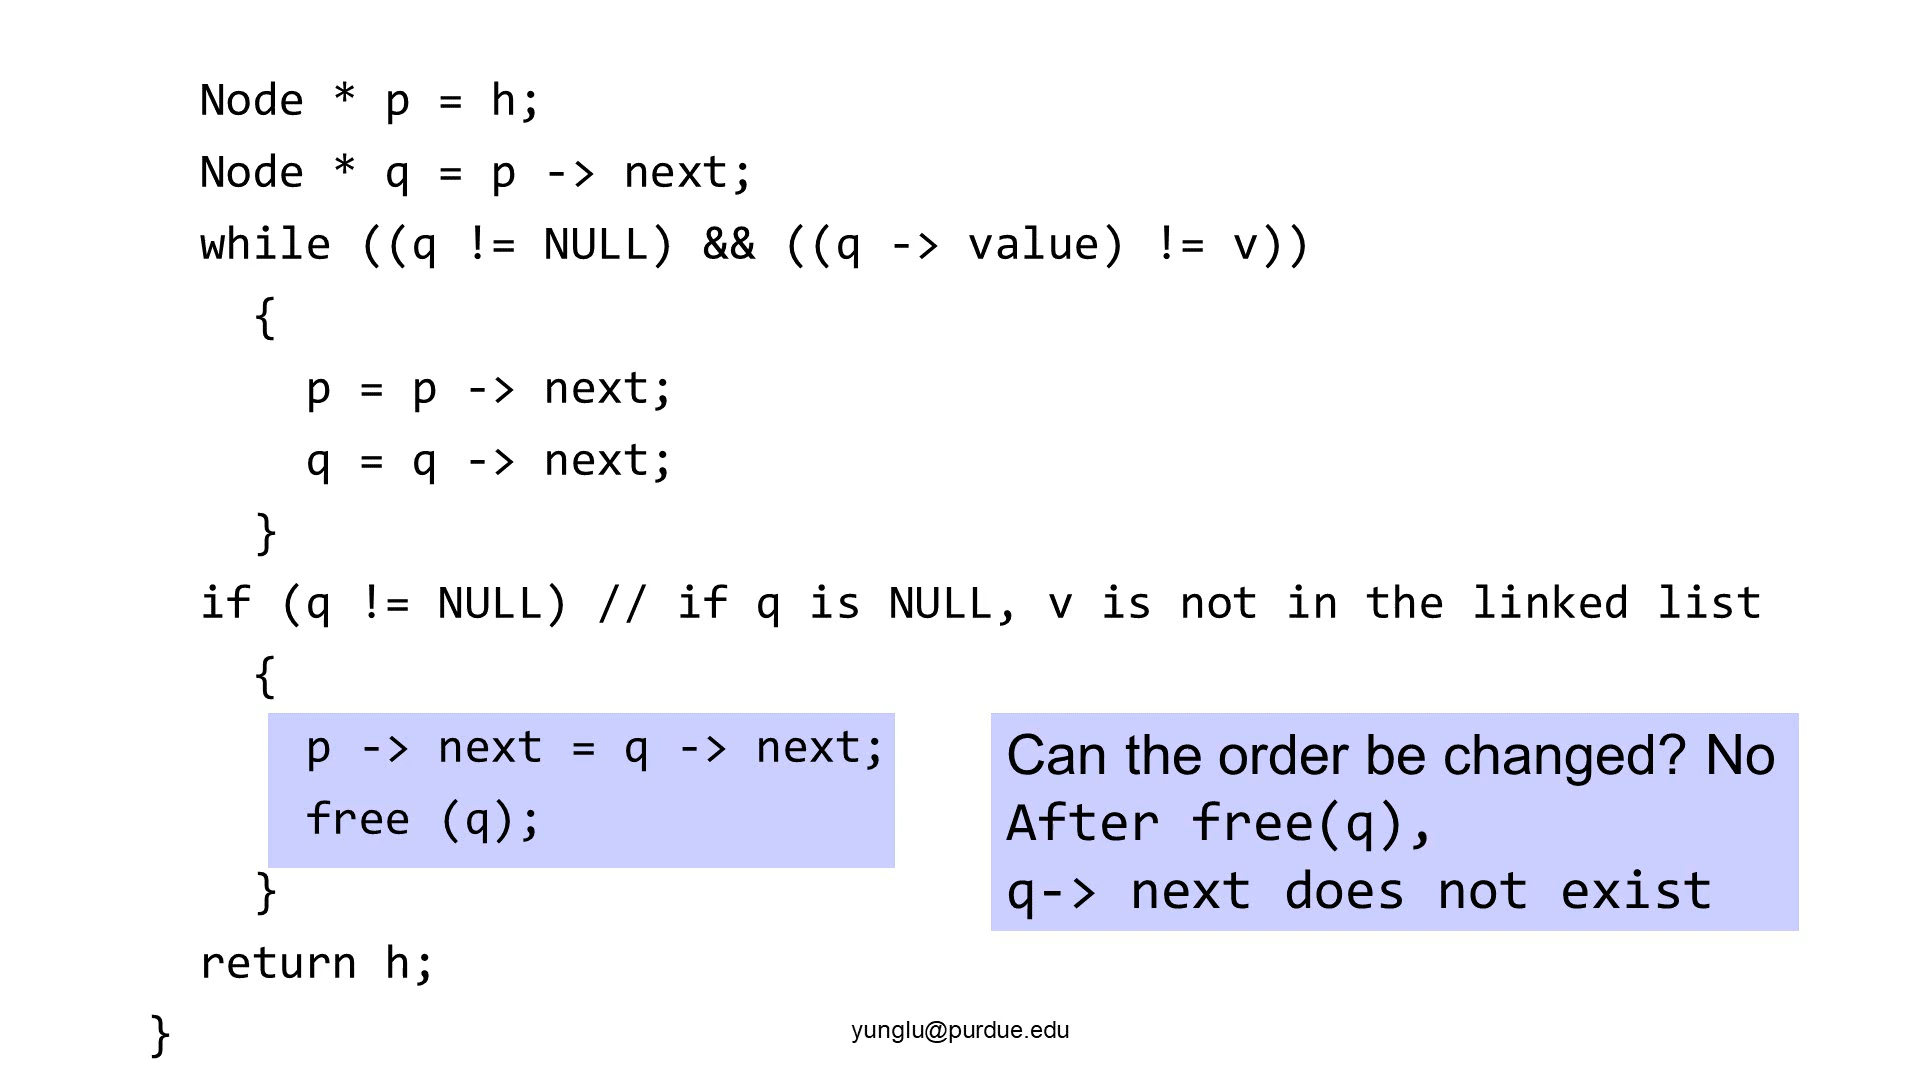 Node * p = h;
Node * q = p -> next;
while ((q != NULL) && ((q -> value) != v))
{
p = p -> next;
q = q -> next;
}
if (q != NULL) // if q is NULL, v is not in the linked list
{
p -> next = q -> next;
free (q);
}
return h;
}
Can the order be changed? No
After free(q),
q-> next does not exist
yunglu@purdue.edu